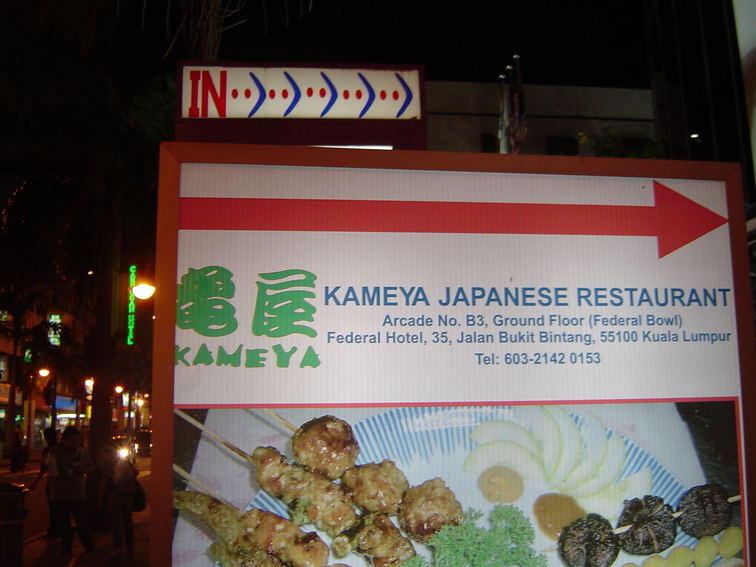 IN
亀屋
KAMEYA
KAMEYA JAPANESE RESTAURANT
Arcade No. B3, Ground Floor (Federal Bowl)
Federal Hotel, 35, Jalan Bukit Bintang, 55100 Kuala Lumpur
Tel: 603-2142 0153